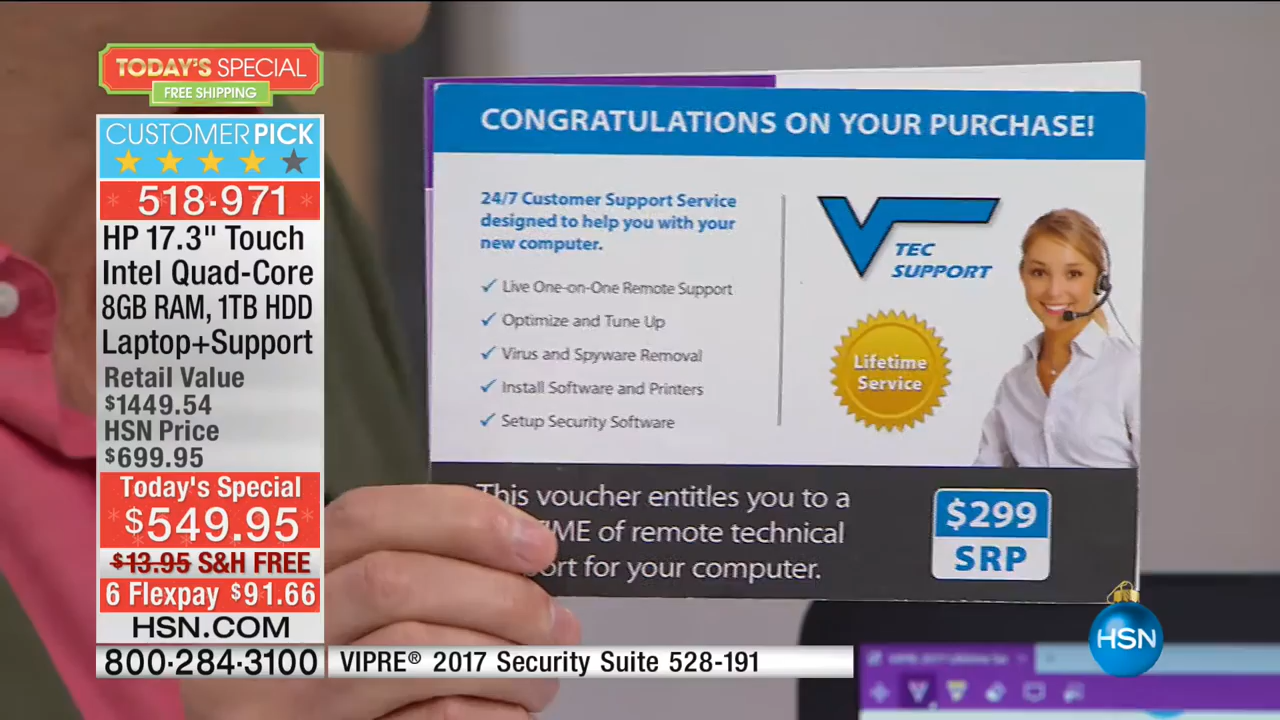 TODAY'S SPECIAL
FREE SHIPPING
CUSTOMER PICK
518-971
HP 17.3" Touch
Intel Quad-Core
8GB RAM, 1TB HDD
Laptop+Support
Retail Value
$1449.54
HSN Price
$699.95
Today's Special
$549.95
$13.95 S&H FREE
6 Flexpay $91.66
HSN.COM
800-284-3100
VIPRE® 2017 Security Suite 528-191
CONGRATULATIONS ON YOUR PURCHASE!
24/7 Customer Support Service
designed to help you with your
new computer.
✓ Live One-on-One Remote Support
✓ Optimize and Tune Up
✓ Virus and Spyware Removal
✓ Install Software and Printers
✓ Setup Security Software
V
TEC
SUPPORT
Lifetime
Service
This voucher entitles you to a
of remote technical
for your computer.
$299
SRP
HSN